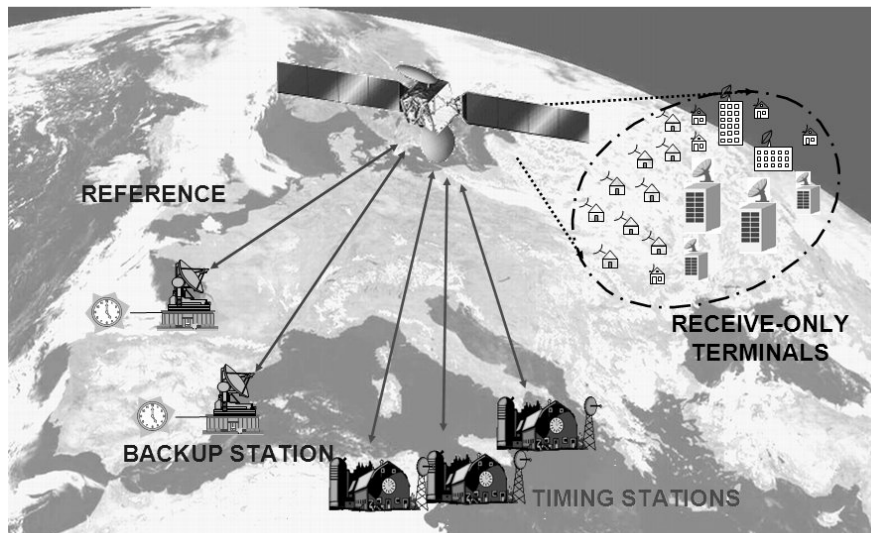 REFERENCE
RECEIVE-ONLY
TERMINALS
BACKUP STATION
TIMING STATIONS